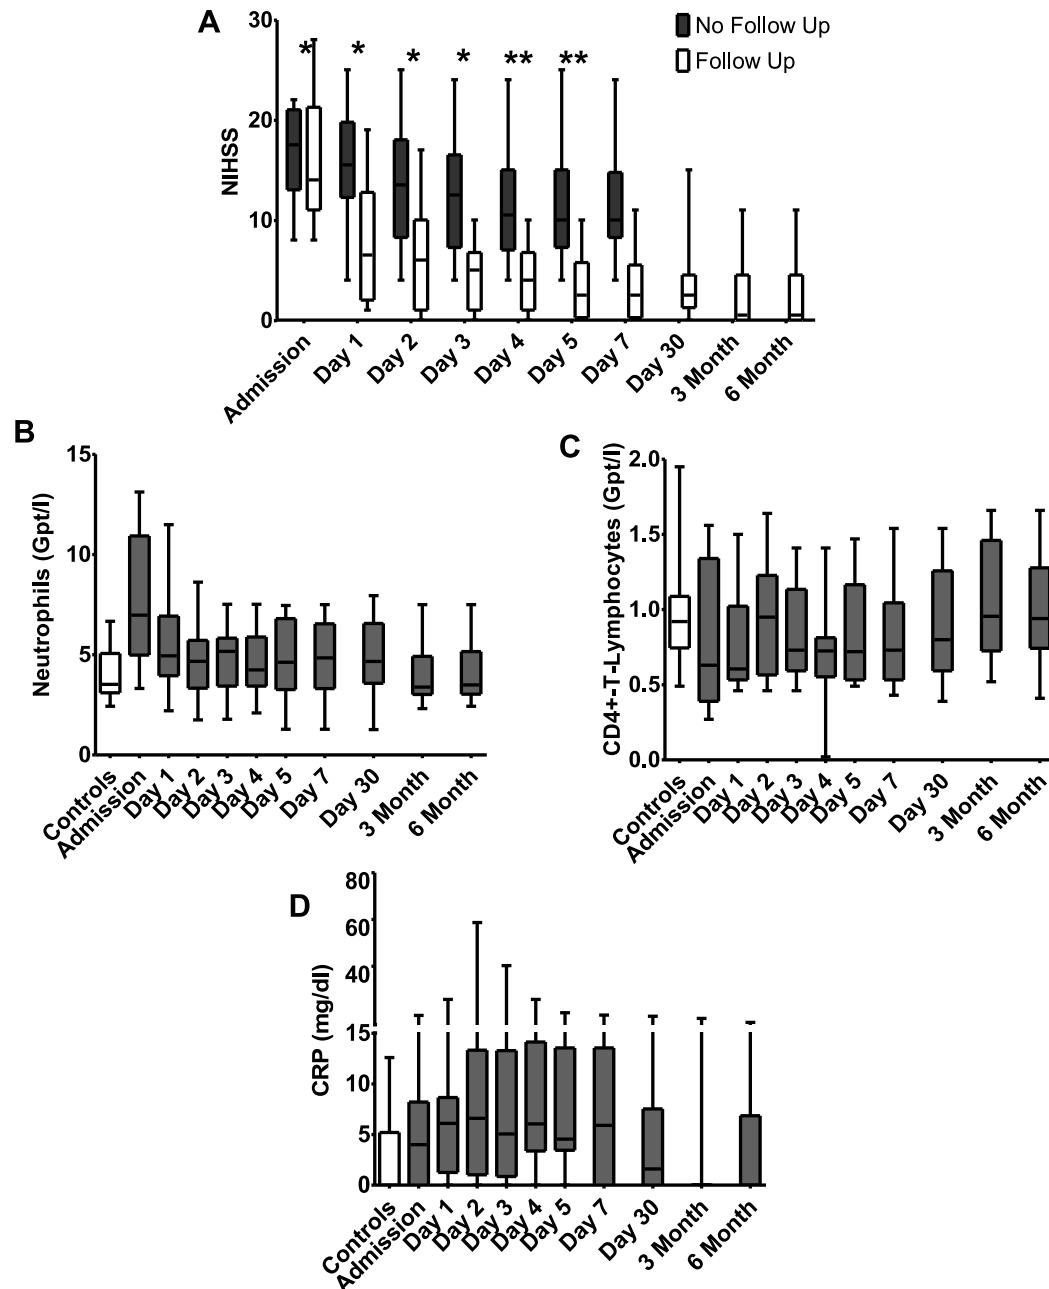 A
No Follow Up
Follow Up
NIHSS
30
20
10
0
* * * * ** **
Admission
Day 1
Day 2
Day 3
Day 4
Day 5
Day 7
Day 30
3 Month
6 Month
B
Neutrophils (Gpt/l)
15
10
5
0
Controls
Admission
Day 1
Day 2
Day 3
Day 4
Day 5
Day 7
Day 30
3 Month
6 Month
C
CD4+-T-Lymphocytes (Gpt/l)
2.0
1.5
1.0
0.5
0.0
Controls
Admission
Day 1
Day 2
Day 3
Day 4
Day 5
Day 7
Day 30
3 Month
6 Month
D
CRP (mg/dl)
80
60
40
15
10
5
0
Controls
Admission
Day 1
Day 2
Day 3
Day 4
Day 5
Day 7
Day 30
3 Month
6 Month